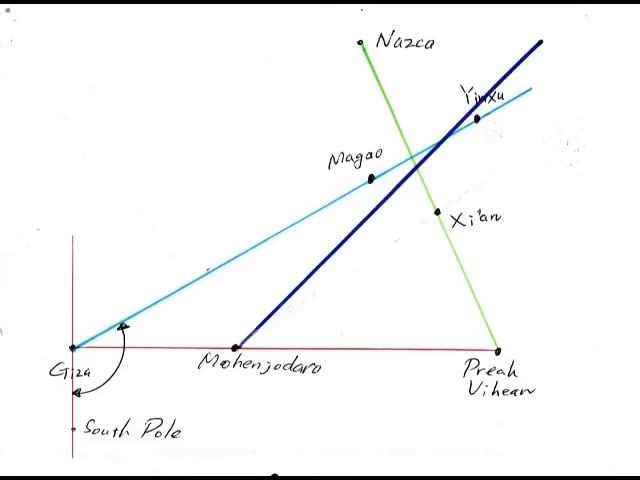 Nazca
Yinxu
Magao
Xi'an
Giza
Mohenjodaro
Preah
Vihear
South Pole